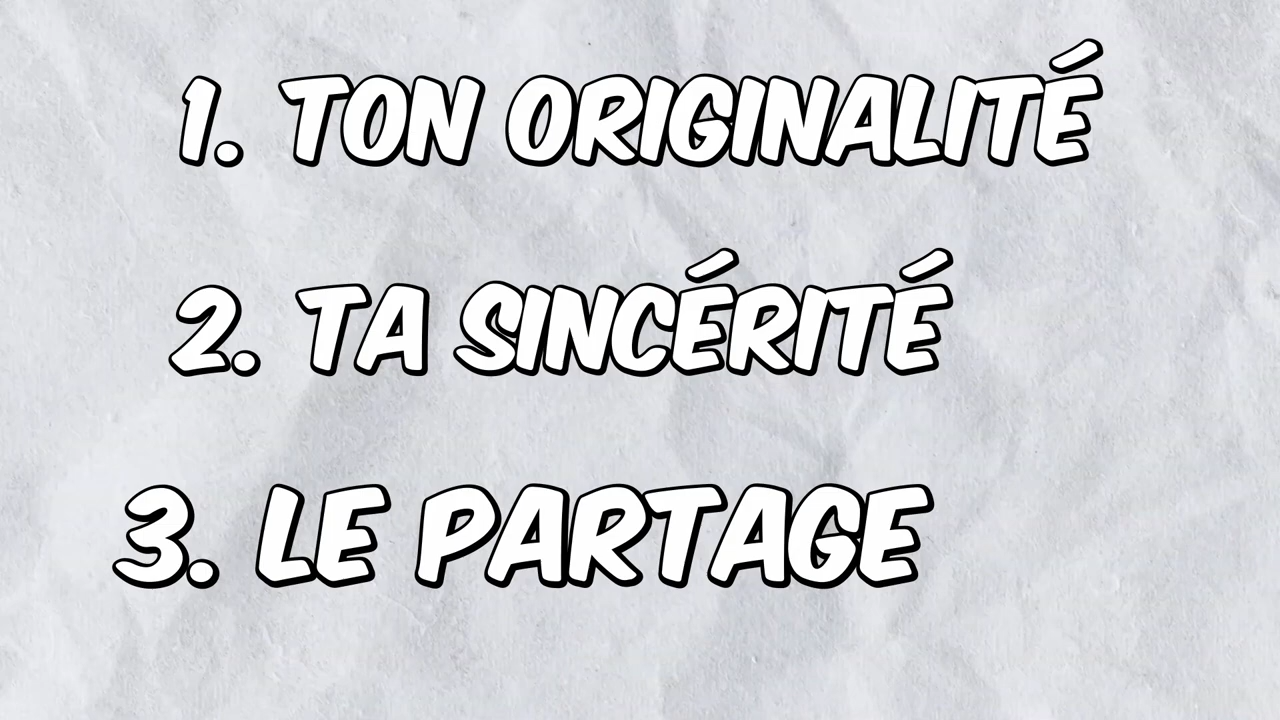 1. TON ORIGINALITÉ
2. TA SINCÉRITÉ
3. LE PARTAGE